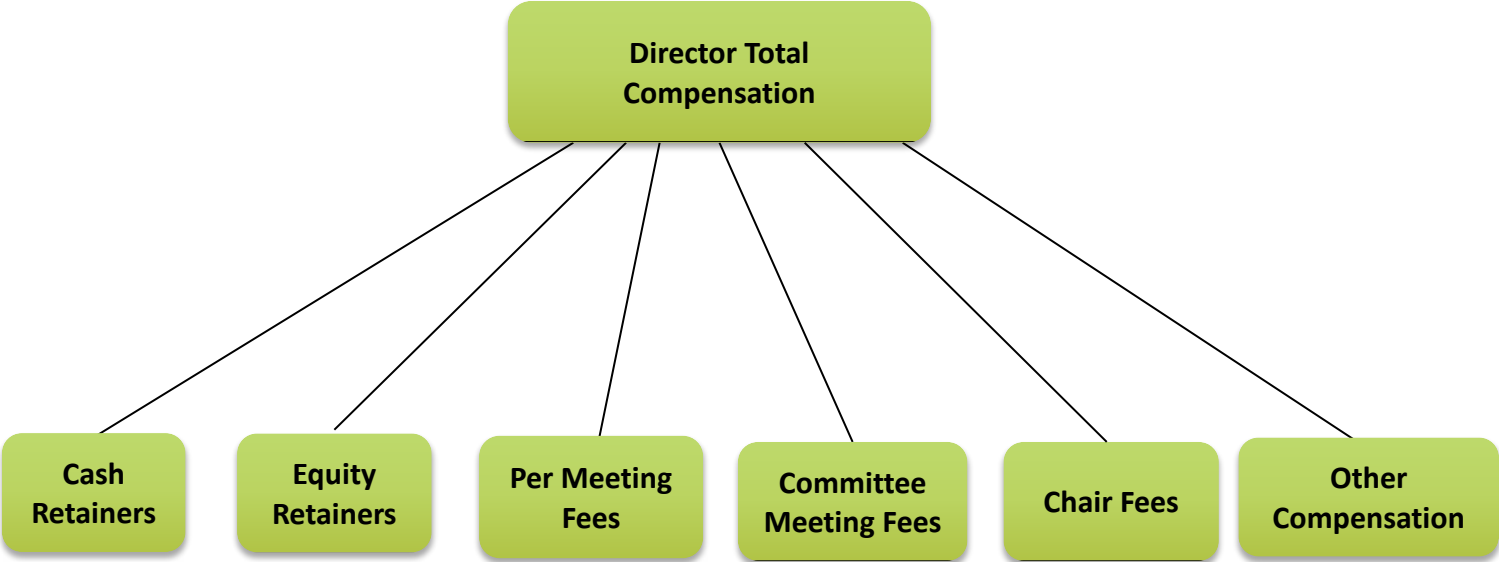 Director Total
Compensation
Cash
Retainers
Equity
Retainers
Per Meeting
Fees
Committee
Meeting Fees
Chair Fees
Other
Compensation